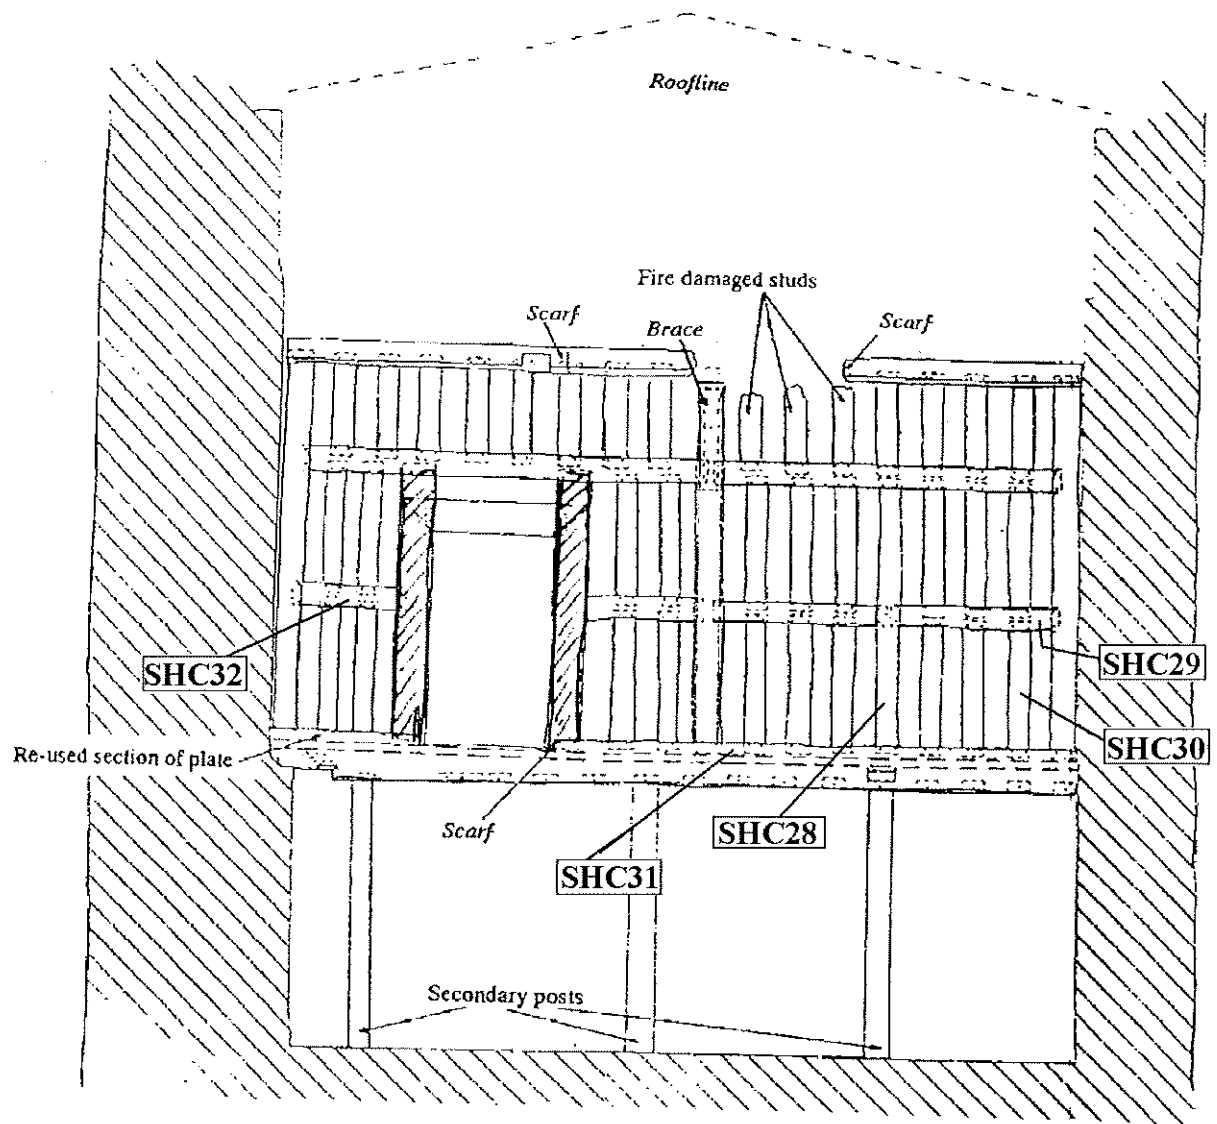 Roofline
Fire damaged studs
Scarf
Brace
Scarf
SHC32
SHC29
Re-used section of plate
SHC30
Scarf
SHC28
SHC31
Secondary posts